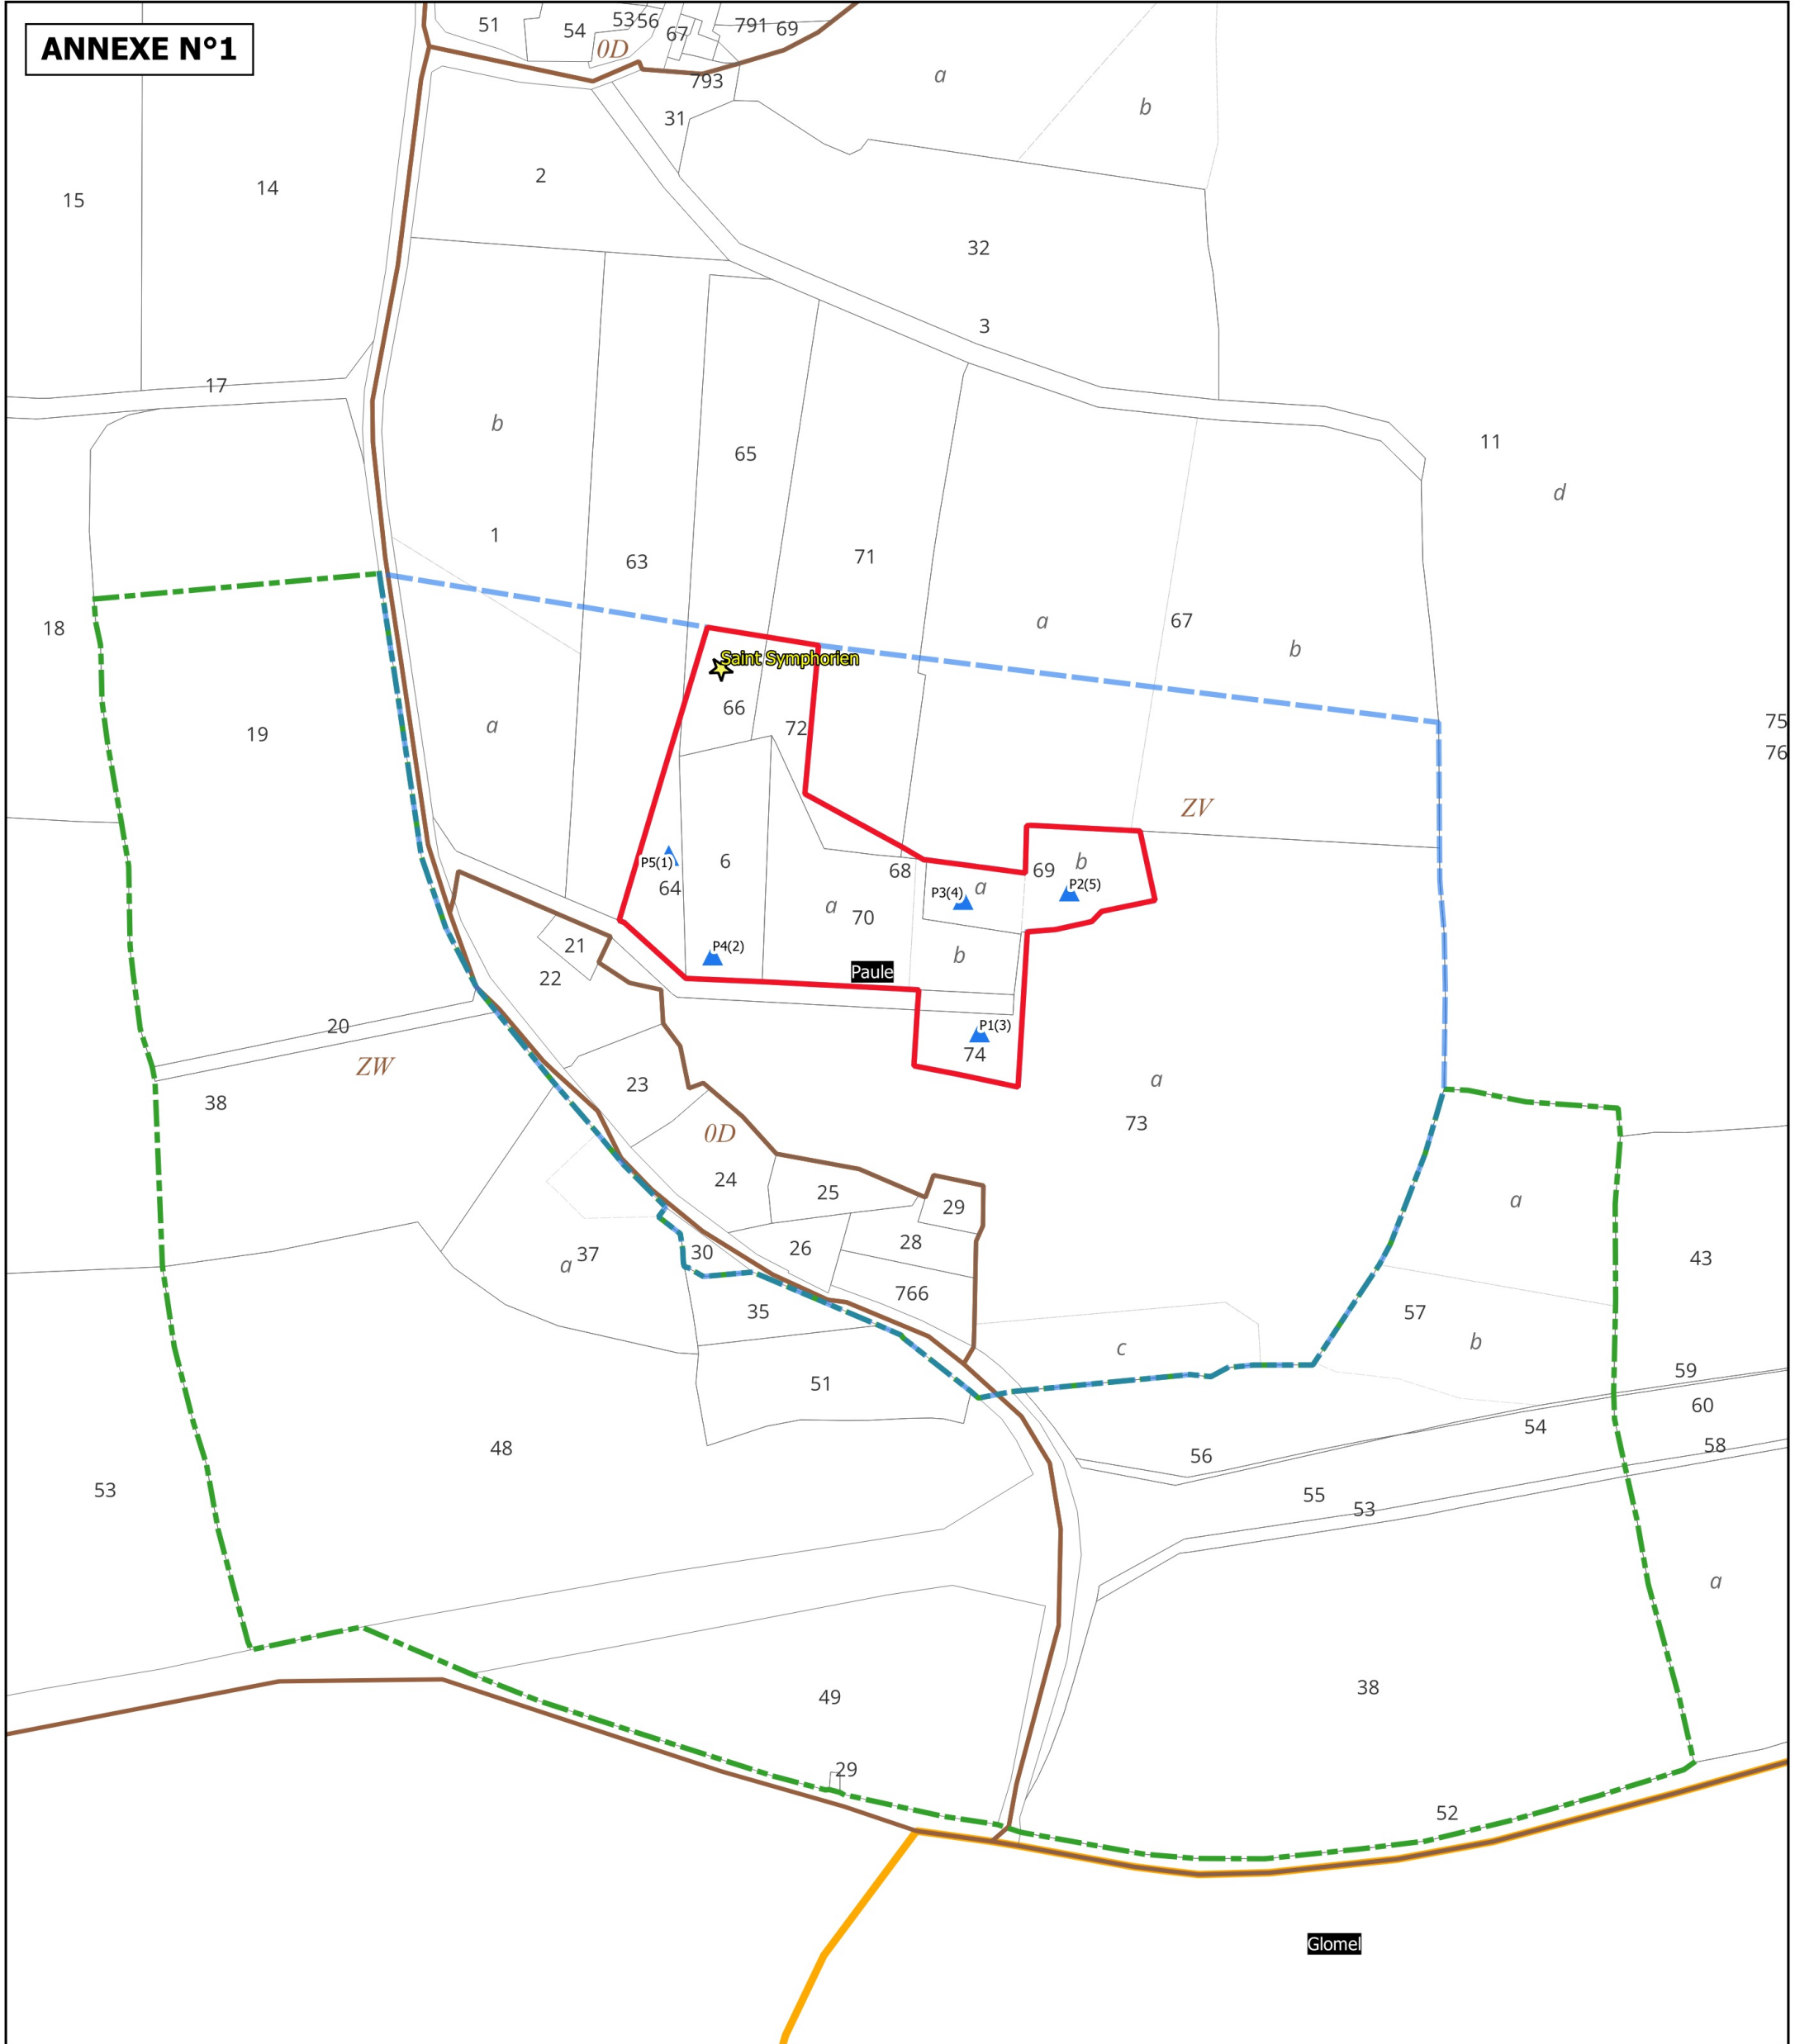 ANNEXE N°1
51
54
53
56
67
791
69
0D
793
31
a
b
2
15
14
32
3
17
b
65
11
d
1
63
71
a
67
b
18
Saint Symphorien
66
72
19
a
75
76
ZV
P5(1)
64
6
68
69
b
P2(5)
P3(4)
a
a
70
21
22
P4(2)
b
Paule
20
P1(3)
74
ZW
38
23
a
73
0D
24
25
29
a
30
26
28
a
37
43
766
35
57
b
c
51
59
60
54
48
56
58
53
55
53
a
49
38
29
52
Glomel